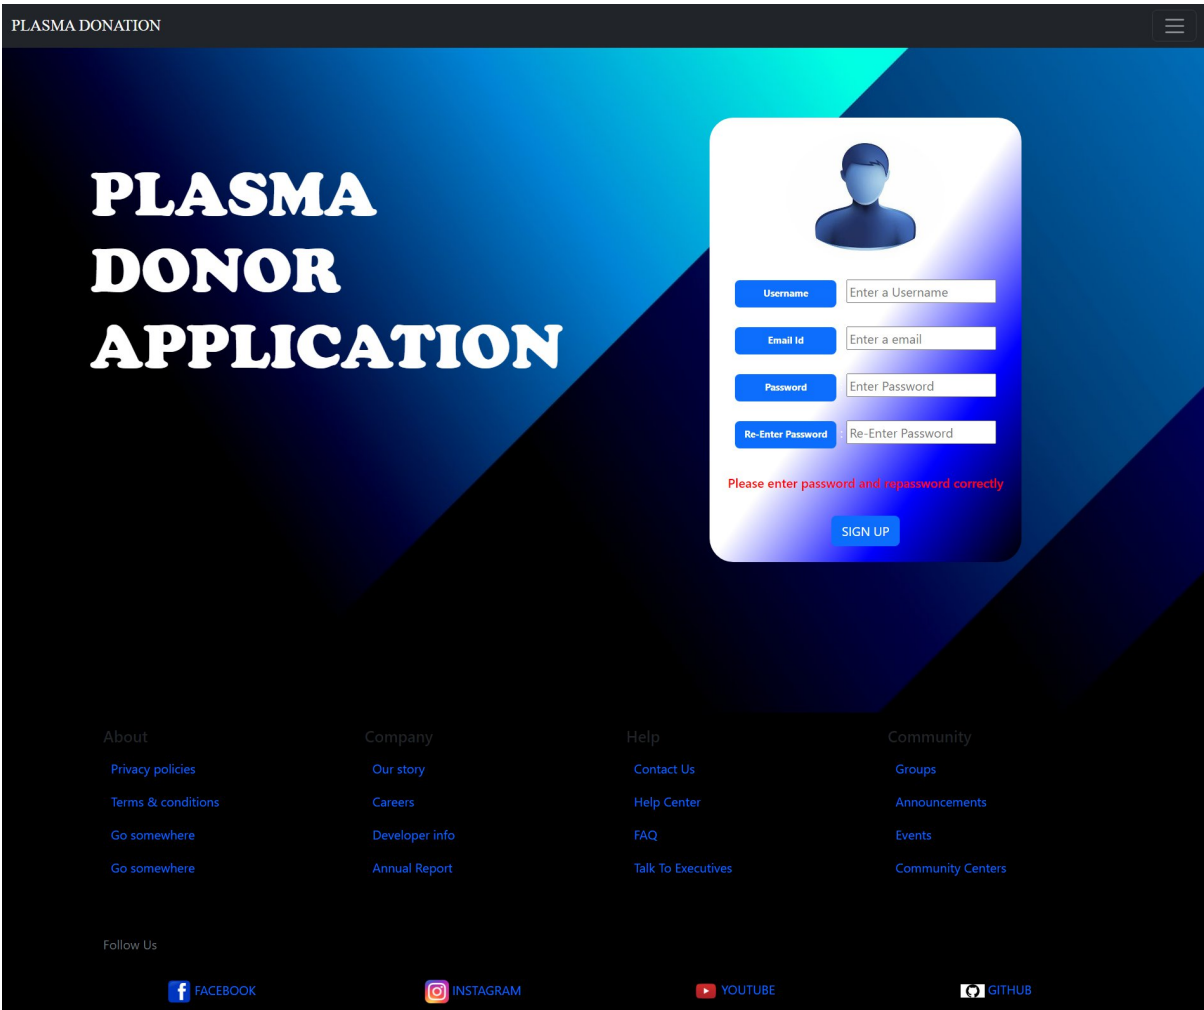 PLASMA DONATION
PLASMA
DONOR
APPLICATION
Username
Enter a Username
Email Id
Enter a email
Password
Enter Password
Re-Enter Password
Re-Enter Password
Please enter password and repassword correctly
SIGN UP
About
Privacy policies
Terms & conditions
Go somewhere
Go somewhere
Company
Our story
Careers
Developer info
Annual Report
Help
Contact Us
Help Center
FAQ
Talk To Executives
Community
Groups
Announcements
Events
Community Centers
Follow Us
FACEBOOK
INSTAGRAM
YOUTUBE
GITHUB